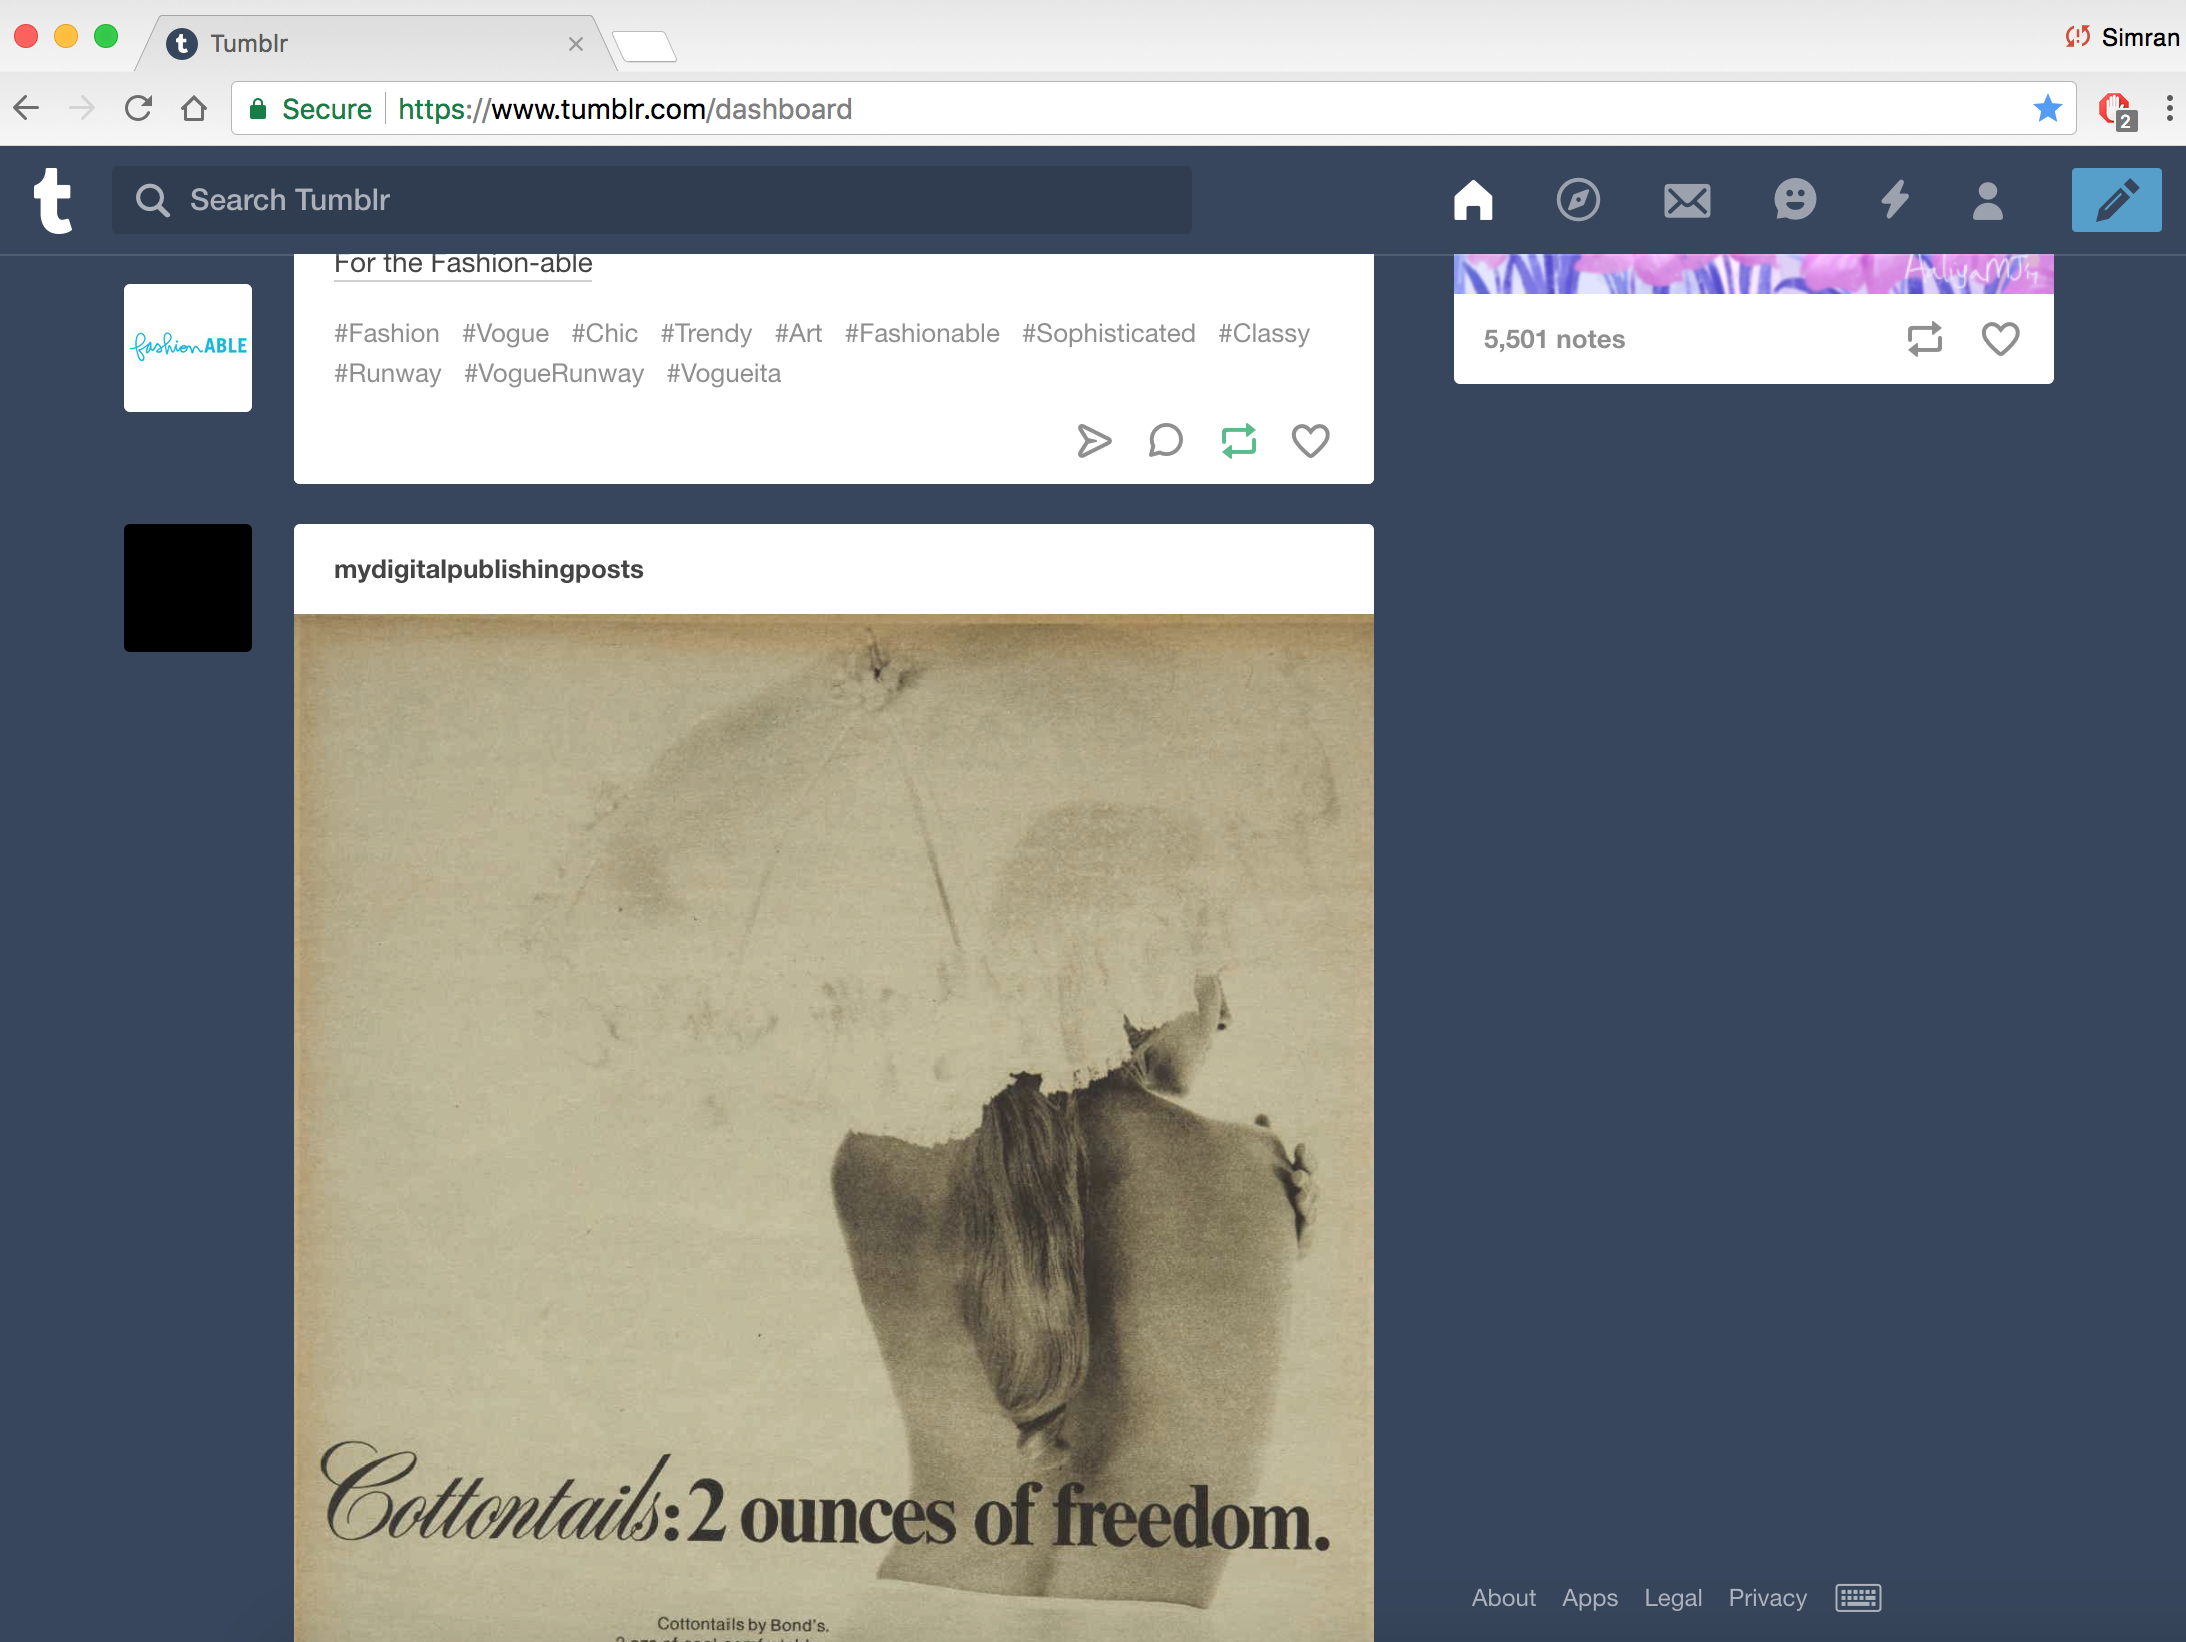 Tumblr
Simran
Secure https://www.tumblr.com/dashboard
2
Search Tumblr
For the Fashion-able
fashionABLE
#Fashion #Vogue #Chic #Trendy #Art #Fashionable #Sophisticated #Classy
#Runway #VogueRunway #Vogueita
AaliyaMJ17
5,501 notes
mydigitalpublishingposts
Cottontails: 2 ounces of freedom.
Cottontails by Bond's.
About Apps Legal Privacy